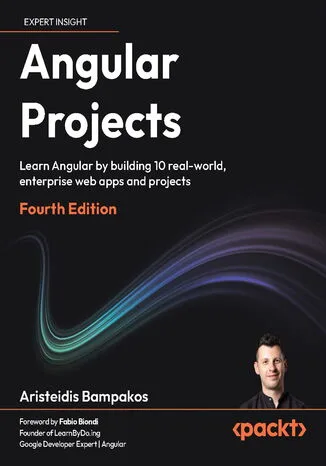 EXPERT INSIGHT
Angular
Projects
Learn Angular by building 10 real-world,
enterprise web apps and projects
Fourth Edition
Aristeidis Bampakos
Foreword by Fabio Biondi
Founder of LearnByDo.ing
Google Developer Expert | Angular
<packt>